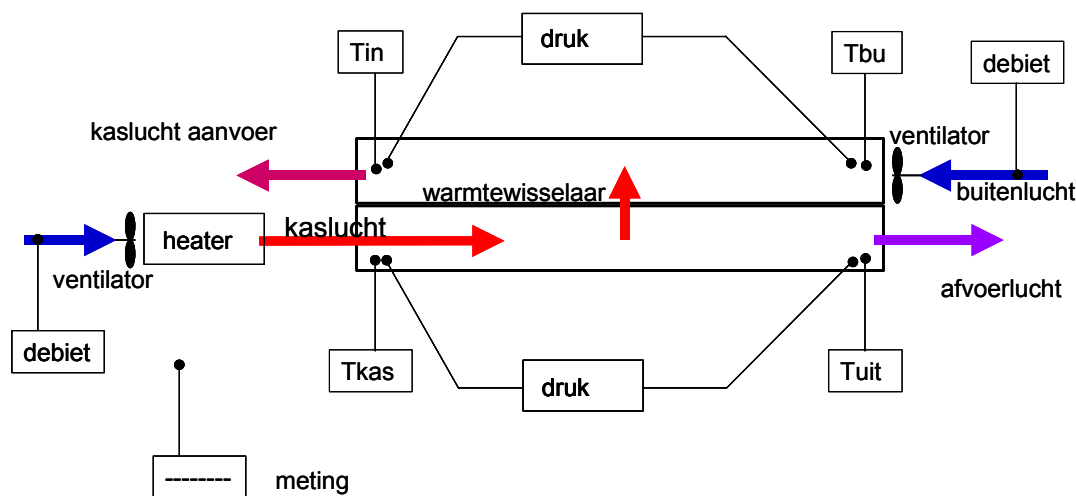 druk
Tin
Tbu
debiet
kaslucht aanvoer
ventilator
warmtewisselaar
buitenlucht
kaslucht
heater
ventilator
afvoerlucht
debiet
Tkas
druk
Tuit
-------- meting